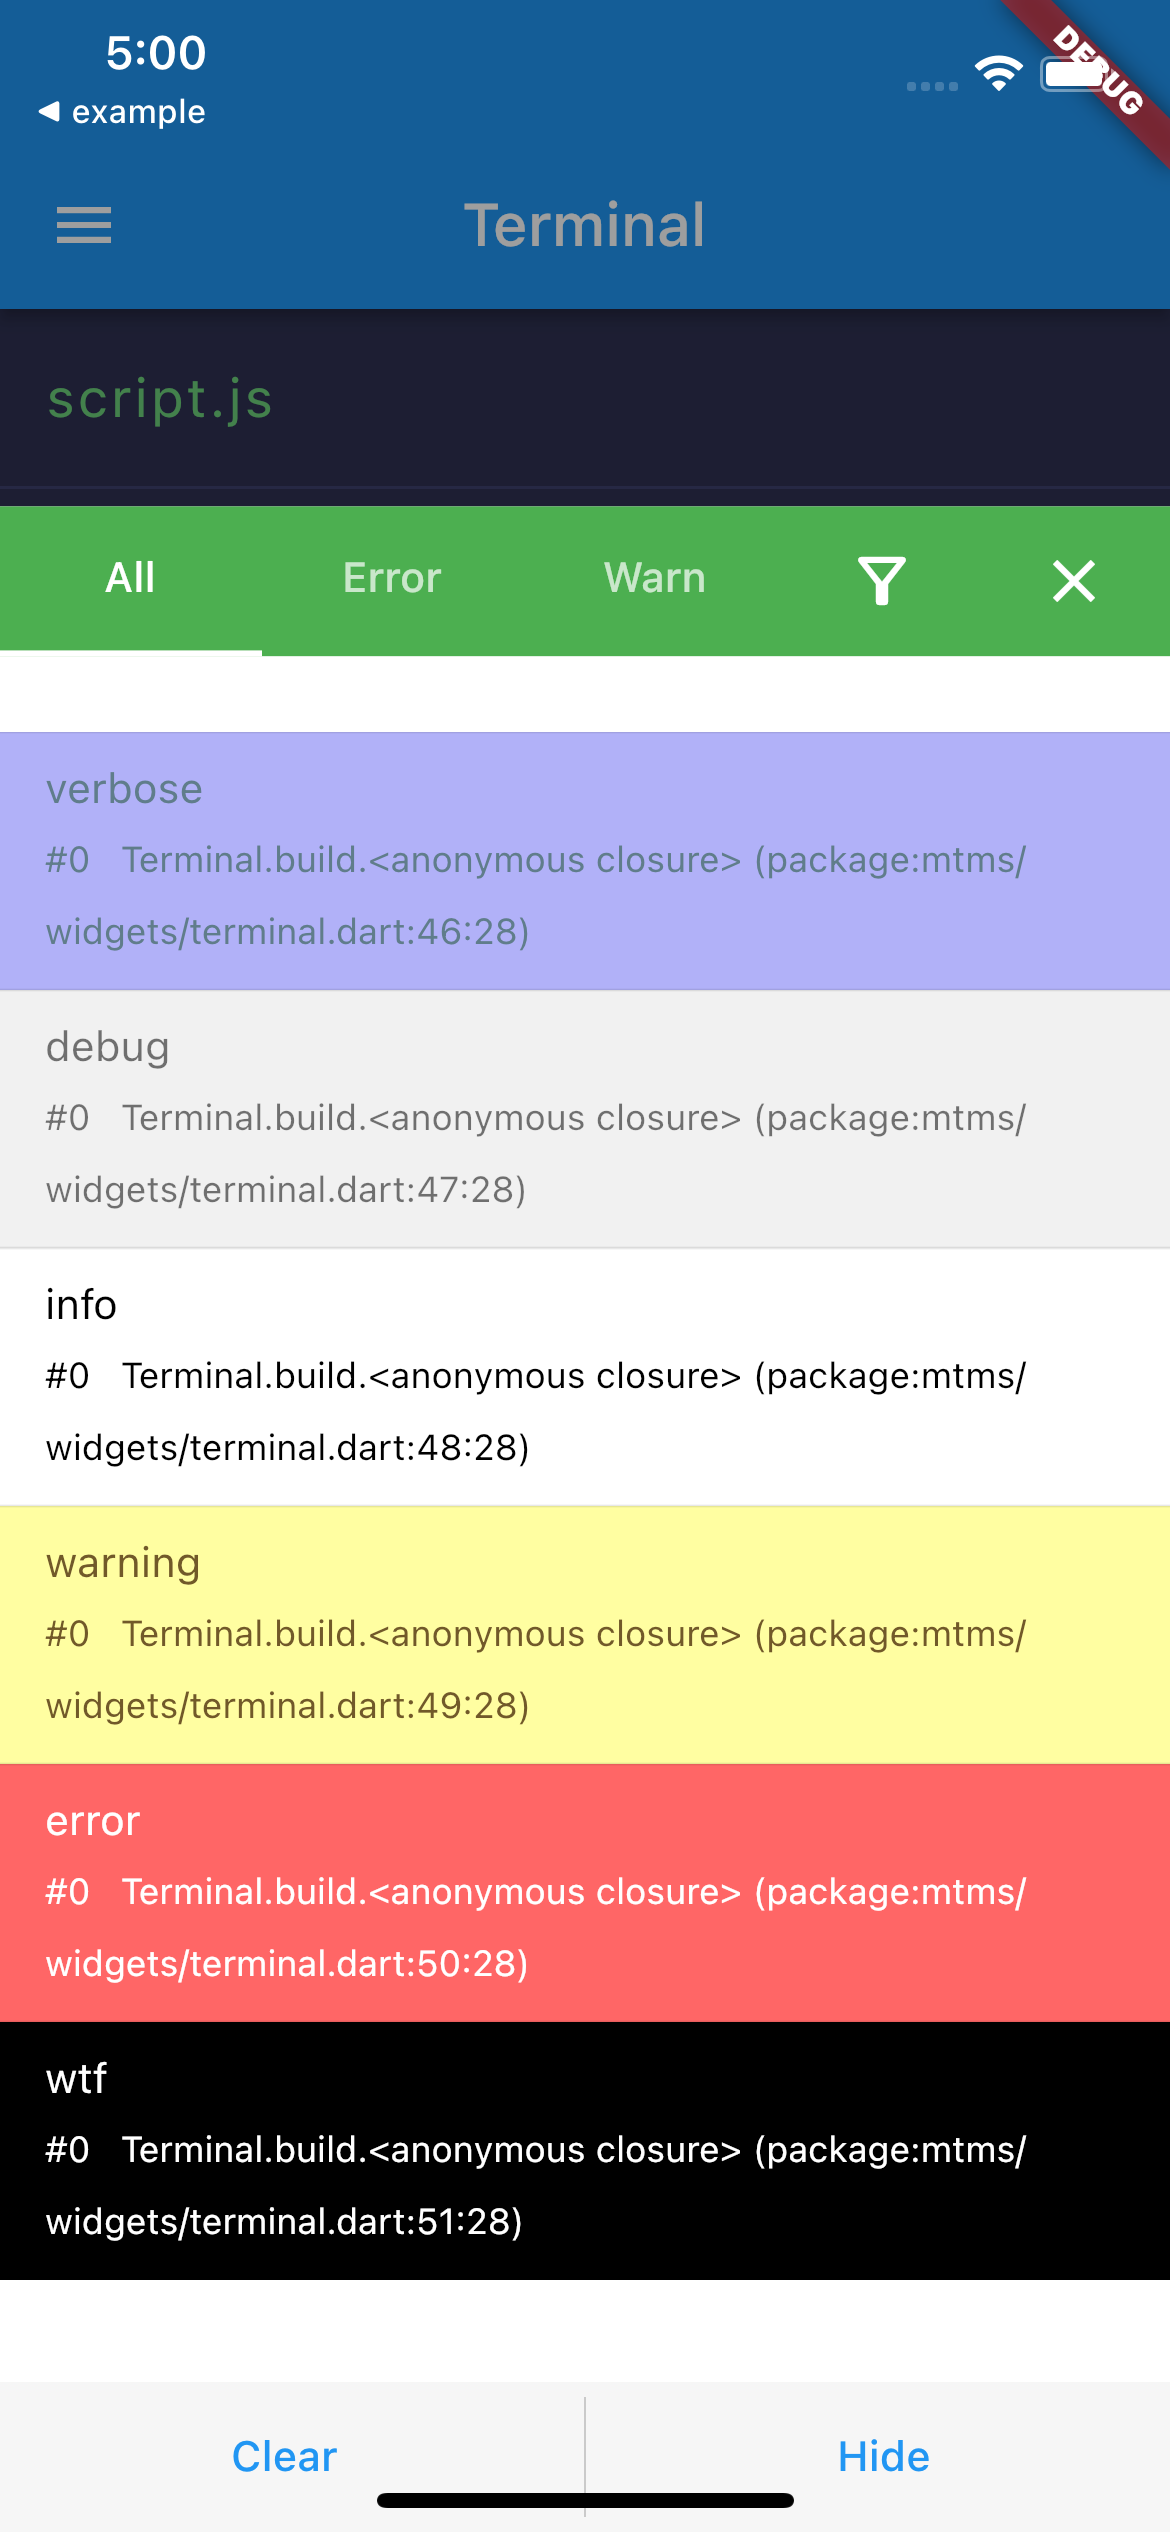 5:00
DEBUG
◀ example
Terminal
script.js
All Error Warn
verbose
#0 Terminal.build.<anonymous closure> (package:mtms/
widgets/terminal.dart:46:28)
debug
#0 Terminal.build.<anonymous closure> (package:mtms/
widgets/terminal.dart:47:28)
info
#0 Terminal.build.<anonymous closure> (package:mtms/
widgets/terminal.dart:48:28)
warning
#0 Terminal.build.<anonymous closure> (package:mtms/
widgets/terminal.dart:49:28)
error
#0 Terminal.build.<anonymous closure> (package:mtms/
widgets/terminal.dart:50:28)
wtf
#0 Terminal.build.<anonymous closure> (package:mtms/
widgets/terminal.dart:51:28)
Clear Hide